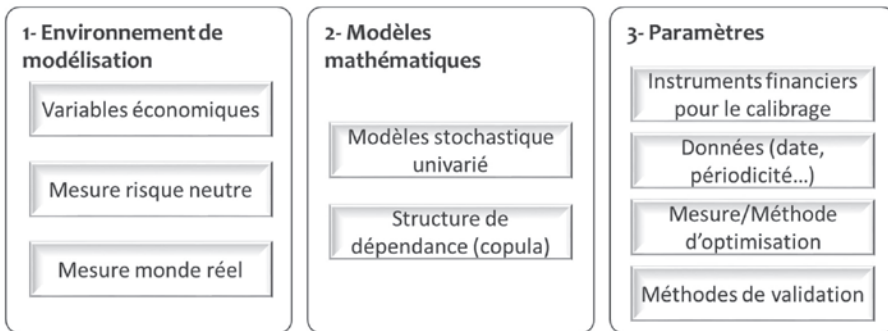 1- Environnement de
modélisation
Variables économiques
Mesure risque neutre
Mesure monde réel
2- Modèles
mathématiques
Modèles stochastique
univarié
Structure de
dépendance (copula)
3- Paramètres
Instruments financiers
pour le calibrage
Données (date,
périodicité...)
Mesure/Méthode
d'optimisation
Méthodes de validation